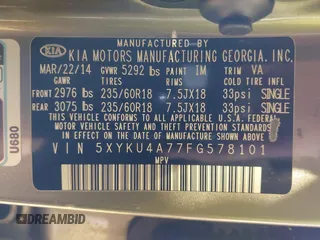 KIA KIA MOTORS MANUFACTURING GEORGIA, INC.
MANUFACTURED BY
MAR/22/14 GVWR 5292 lbs PAINT IM TRIM VA
GAWR TIRES RIMS COLD TIRE INFL
FRONT 2976 lbs 235/60R18 7.5JX18 33psi SINGLE
REAR 3075 lbs 235/60R18 7.5JX18 33psi SINGLE
THIS VEHICLE CONFORMS TO ALL APPLICABLE
U.S.A. FEDERAL MOTOR VEHICLE SAFETY
STANDARDS IN EFFECT ON THE DATE OF
MANUFACTURE SHOWN ABOVE.
VIN 5XYKU4A77FG578101
MPV
U680
DREAMBID